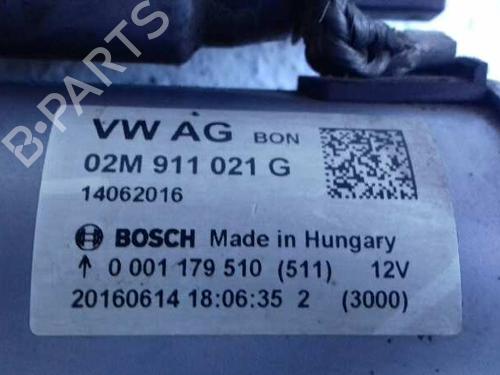 B-PARTS
VW AG BON
02M 911 021 G
14062016
BOSCH Made in Hungary
↑ 0 001 179 510 (511) 12V
20160614 18:06:35 2 (3000)